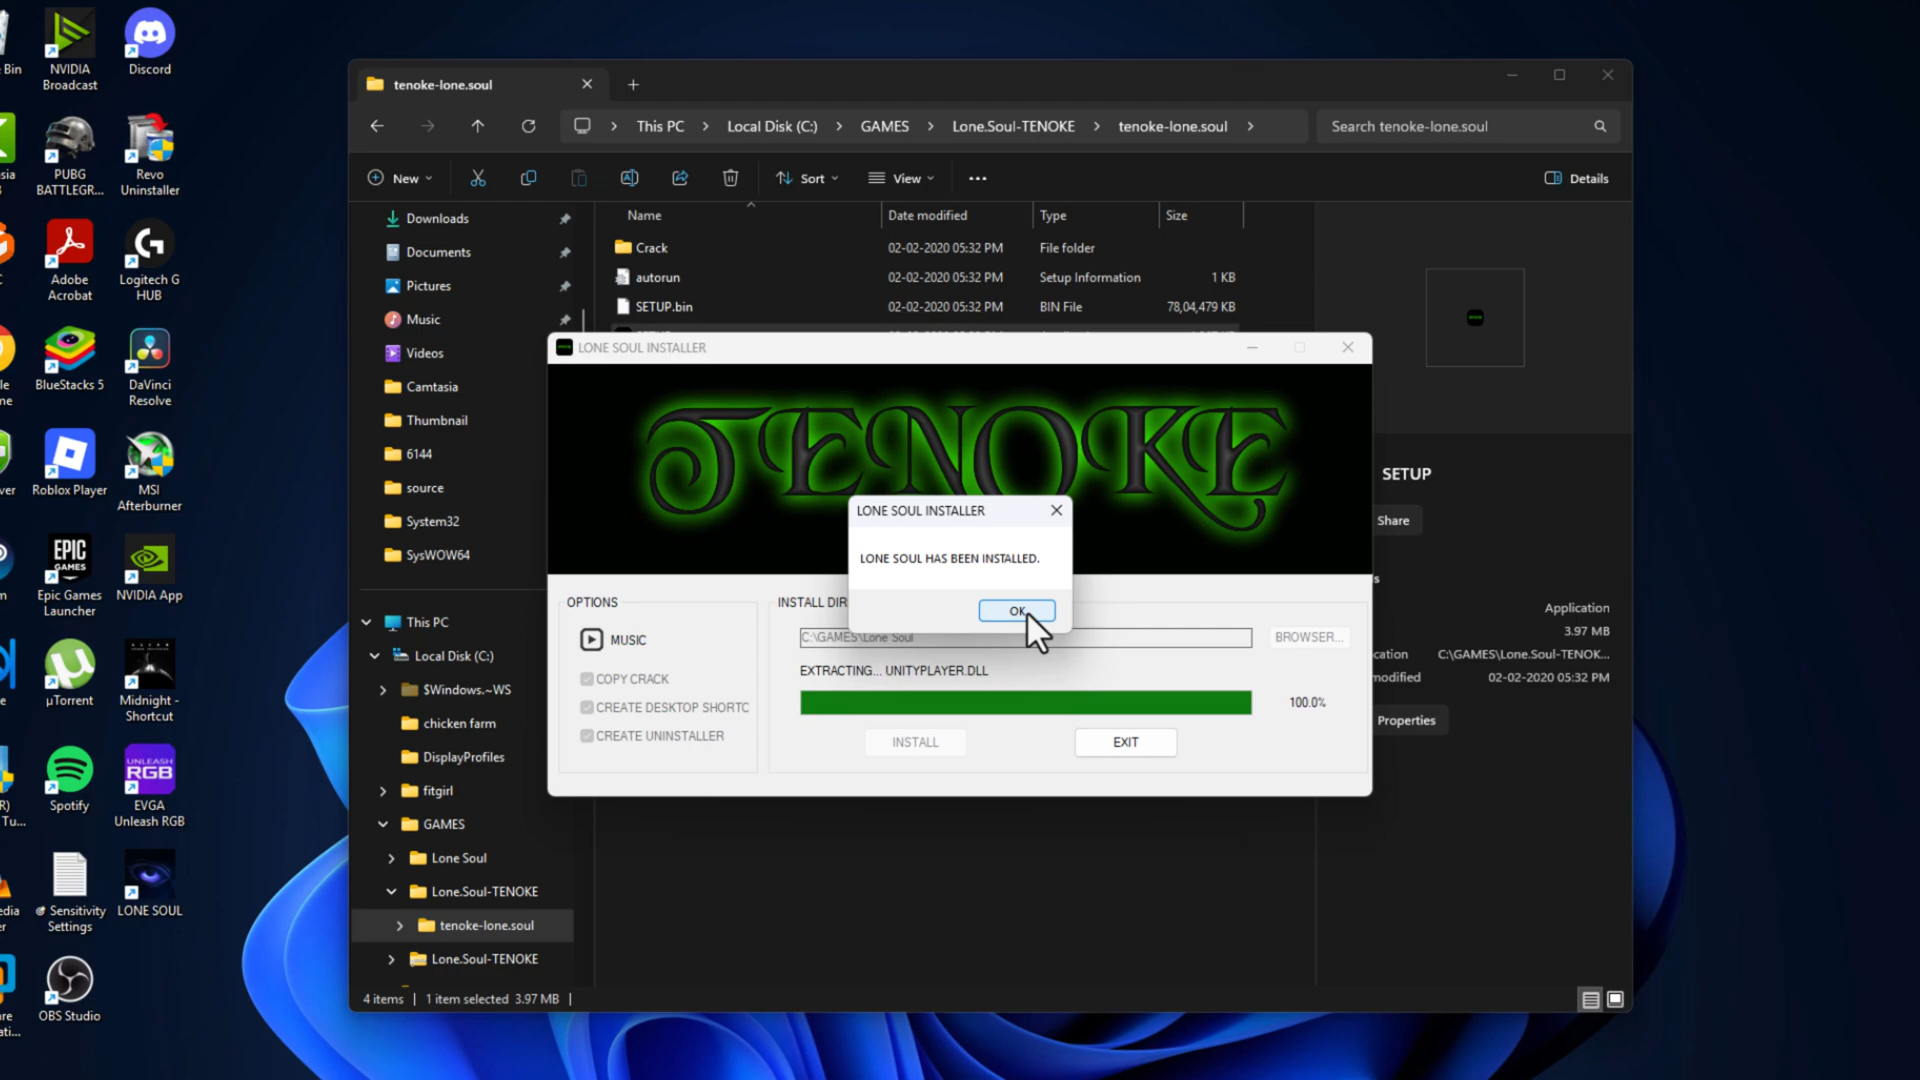 Bin
NVIDIA
Broadcast
Discord
PUBG
BATTLEGR...
Revo
Uninstaller
Adobe
Acrobat
Logitech G
HUB
BlueStacks 5
DaVinci
Resolve
Roblox Player
MSI
Afterburner
EPIC
GAMES
Epic Games
Launcher
NVIDIA App
µTorrent
Midnight -
Shortcut
Spotify
UNLEASH
RGB
EVGA
Unleash RGB
Tu...
Sensitivity
Settings
LONE SOUL
OBS Studio
tenoke-lone.soul
This PC
Local Disk (C:)
GAMES
Lone.Soul-TENOKE
tenoke-lone.soul
Search tenoke-lone.soul
New
Sort
View
Details
Downloads
Documents
Pictures
Music
Videos
Camtasia
Thumbnail
6144
source
System32
SysWOW64
This PC
Local Disk (C:)
$Windows.~WS
chicken farm
DisplayProfiles
fitgirl
GAMES
Lone Soul
Lone.Soul-TENOKE
tenoke-lone.soul
Lone.Soul-TENOKE
Name Date modified Type Size
Crack 02-02-2020 05:32 PM File folder
autorun 02-02-2020 05:32 PM Setup Information 1 KB
SETUP.bin 02-02-2020 05:32 PM BIN File 78,04,479 KB
LONE SOUL INSTALLER
TENOKE
LONE SOUL INSTALLER
LONE SOUL HAS BEEN INSTALLED.
OK
OPTIONS
MUSIC
COPY CRACK
CREATE DESKTOP SHORTC
CREATE UNINSTALLER
INSTALL DIR
C:\GAMES\Lone Soul
BROWSER...
EXTRACTING... UNITYPLAYER.DLL
100.0%
INSTALL
EXIT
SETUP
Share
Application
3.97 MB
C:\GAMES\Lone.Soul-TENOK...
02-02-2020 05:32 PM
Properties
4 items
1 item selected 3.97 MB